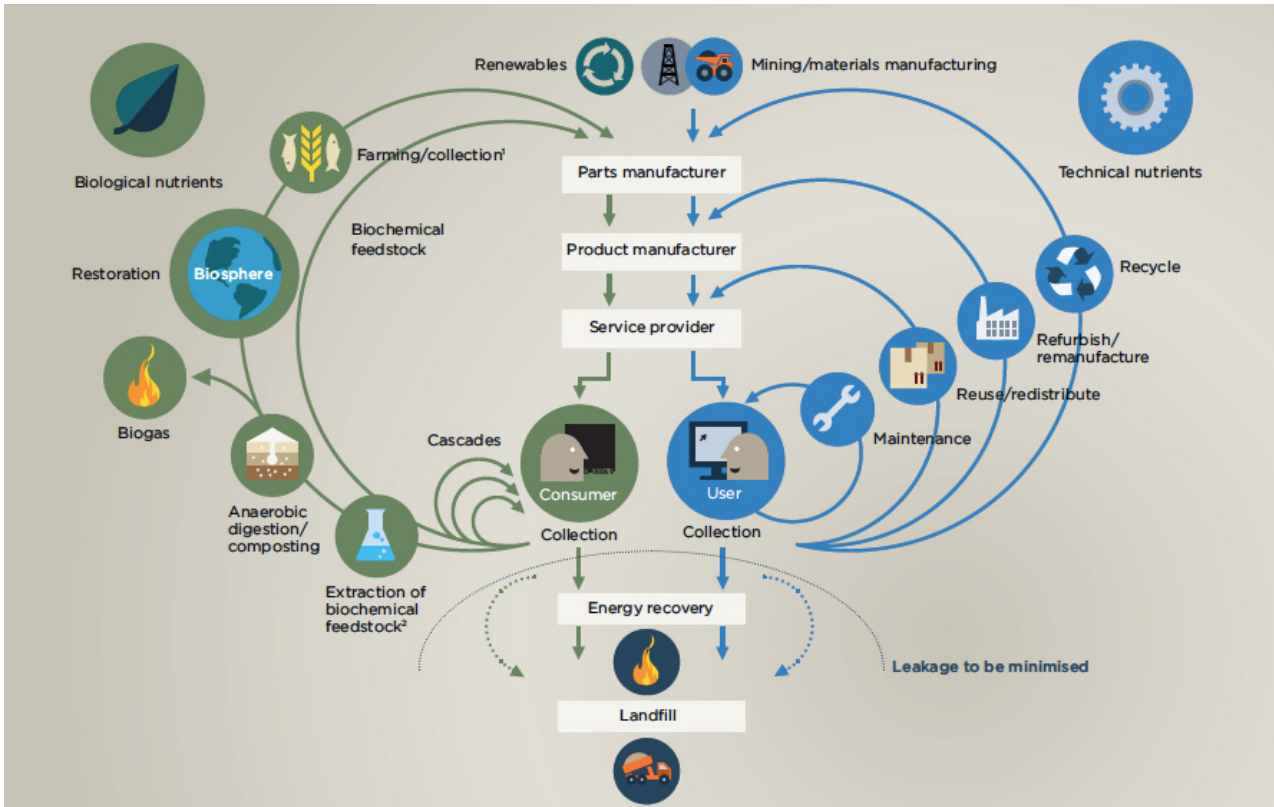 Renewables
Mining/materials manufacturing
Biological nutrients
Technical nutrients
Farming/collection¹
Parts manufacturer
Biochemical
feedstock
Product manufacturer
Restoration
Biosphere
Recycle
Service provider
Refurbish/
remanufacture
Reuse/redistribute
Biogas
Cascades
Maintenance
Consumer
User
Anaerobic
digestion/
composting
Collection
Collection
Extraction of
biochemical
feedstock²
Energy recovery
Leakage to be minimised
Landfill